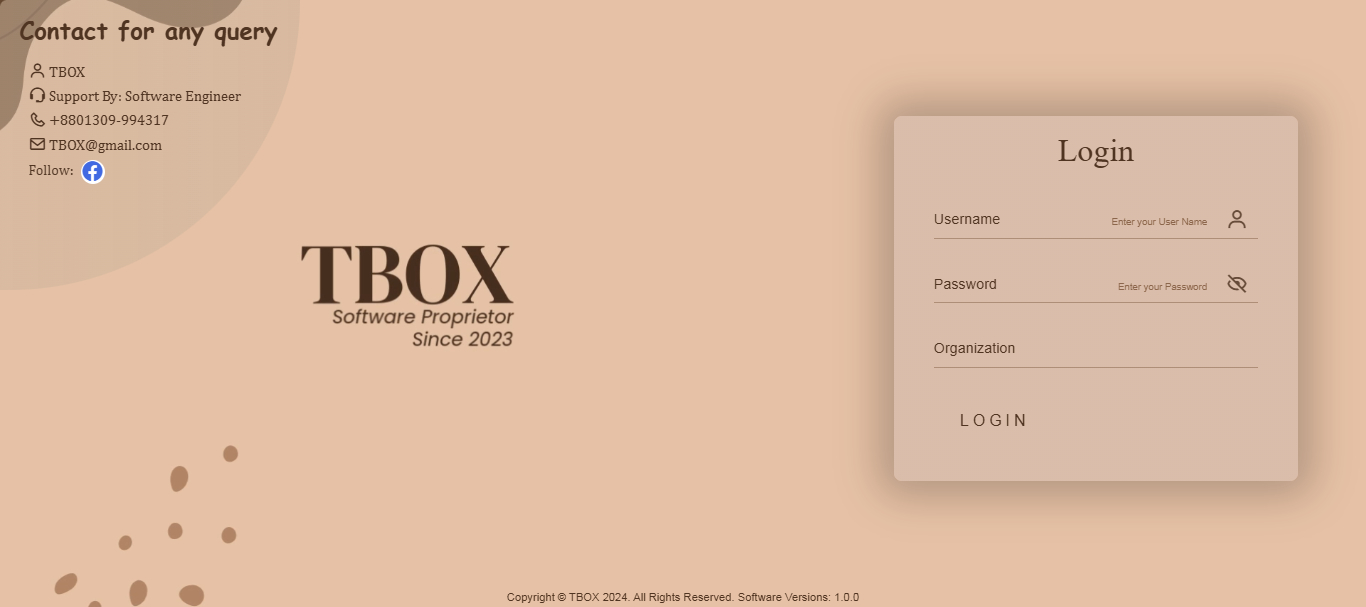 Contact for any query
TBOX
Support By: Software Engineer
+8801309-994317
TBOX@gmail.com
Follow:
TBOX
Software Proprietor
Since 2023
Login
Username Enter your User Name
Password Enter your Password
Organization
LOGIN
Copyright © TBOX 2024. All Rights Reserved. Software Versions: 1.0.0